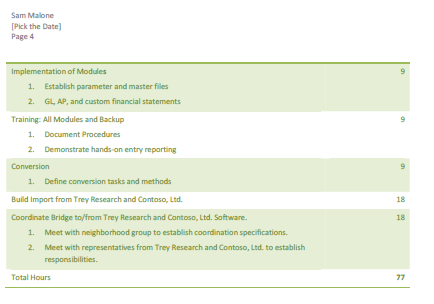 Sam Malone
[Pick the Date]
Page 4
Implementation of Modules 9
1. Establish parameter and master files
2. GL, AP, and custom financial statements
Training: All Modules and Backup 9
1. Document Procedures
2. Demonstrate hands-on entry reporting
Conversion 9
1. Define conversion tasks and methods
Build Import from Trey Research and Contoso, Ltd. 18
Coordinate Bridge to/from Trey Research and Contoso, Ltd. Software. 18
1. Meet with neighborhood group to establish coordination specifications.
2. Meet with representatives from Trey Research and Contoso, Ltd. to establish
responsibilities.
Total Hours 77